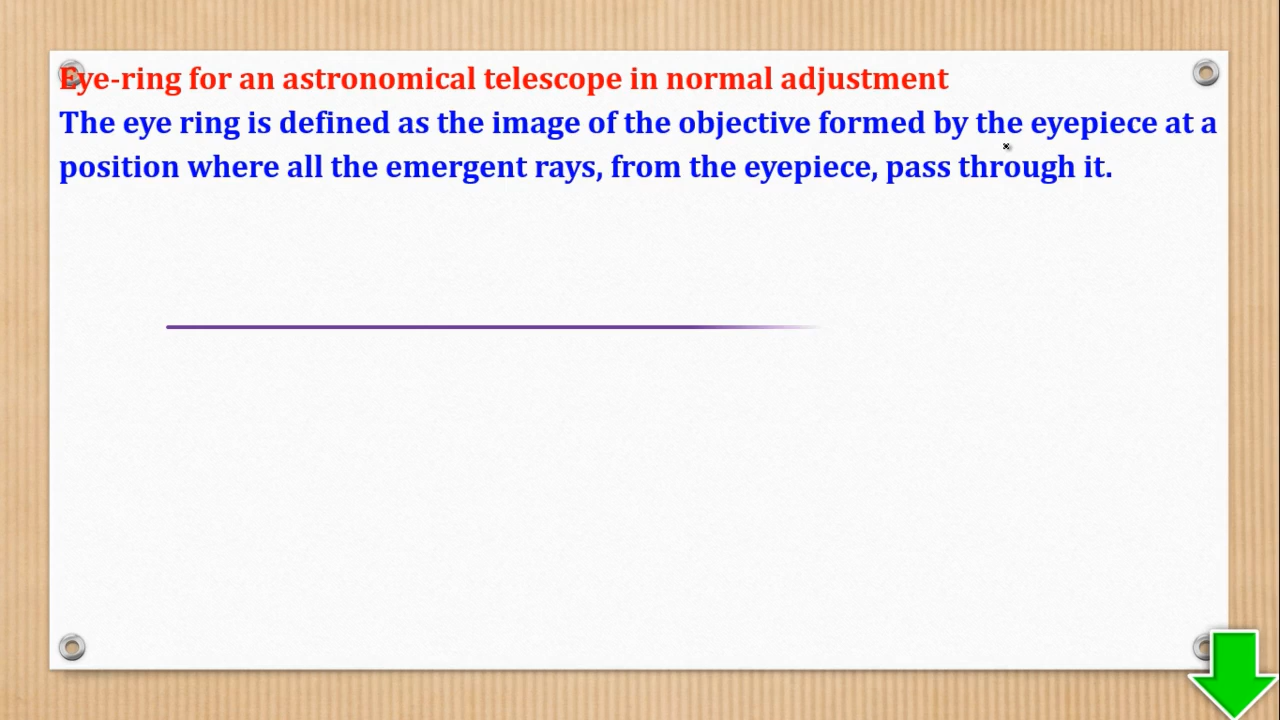 Eye-ring for an astronomical telescope in normal adjustment
The eye ring is defined as the image of the objective formed by the eyepiece at a
position where all the emergent rays, from the eyepiece, pass through it.